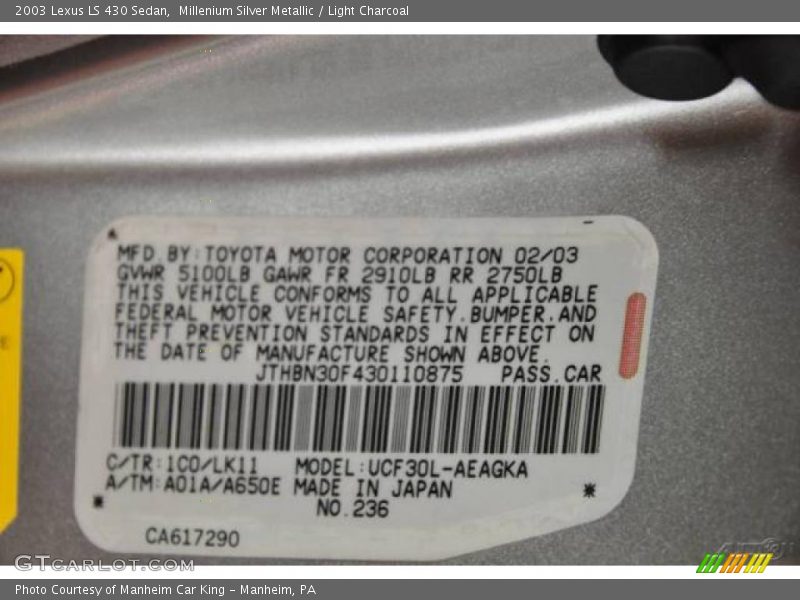 2003 Lexus LS 430 Sedan,  Millenium Silver Metallic / Light Charcoal
MFD.BY:TOYOTA MOTOR CORPORATION 02/03
GVWR 5100LB GAWR FR 2910LB RR 2750LB
THIS VEHICLE CONFORMS TO ALL APPLICABLE
FEDERAL MOTOR VEHICLE SAFETY.BUMPER.AND
THEFT PREVENTION STANDARDS IN EFFECT ON
THE DATE OF MANUFACTURE SHOWN ABOVE.
JTHBN30F430110875 PASS.CAR
C/TR:1C0/LK11 MODEL:UCF30L-AEAGKA
A/TM:A01A/A650E MADE IN JAPAN
NO.236
CA617290
GTCARLOT.COM
Photo Courtesy of Manheim Car King - Manheim, PA